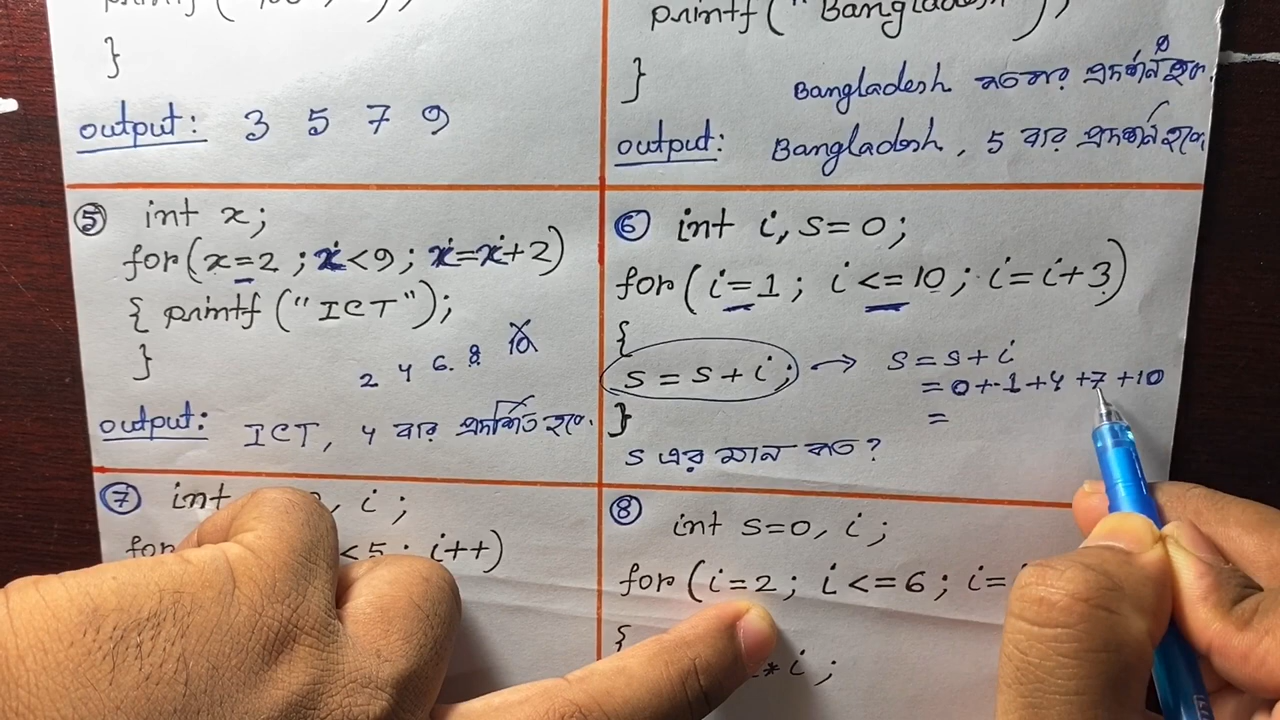 }
output: 3 5 7 9
printf ( " Bangladesh " ) ;
}
Bangladesh কতবার প্রদর্শন হবে.
output: Bangladesh, 5 বার প্রদর্শন হবে.
⑤ int x;
for(x=2 ; x<9; x=x+2)
{ printf ("ICT");
}
2 4 6. 8 10
output: ICT, 4 বার প্রদর্শিত হবে.
⑥ int i, s=0;
for ( i=1; i<=10; i=i+3)
{
s=s+i; → s=s+i
=0+1+4+7+10
}
=
s এর মান কত?
⑦ int , i;
for <5; i++)
⑧ int s=0, i;
for (i=2; i<=6; i=
{
*i;